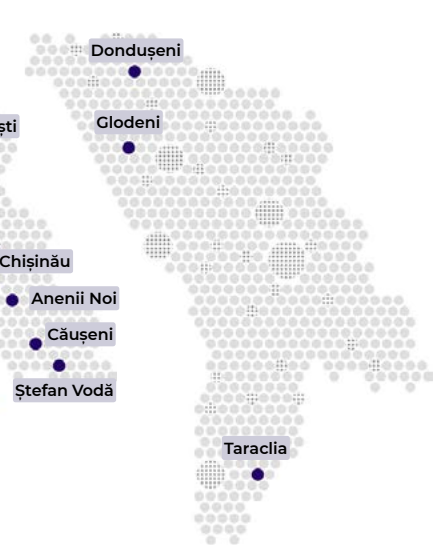 Dondușeni
Glodeni
ști
Chișinău
Anenii Noi
Căușeni
Ștefan Vodă
Taraclia